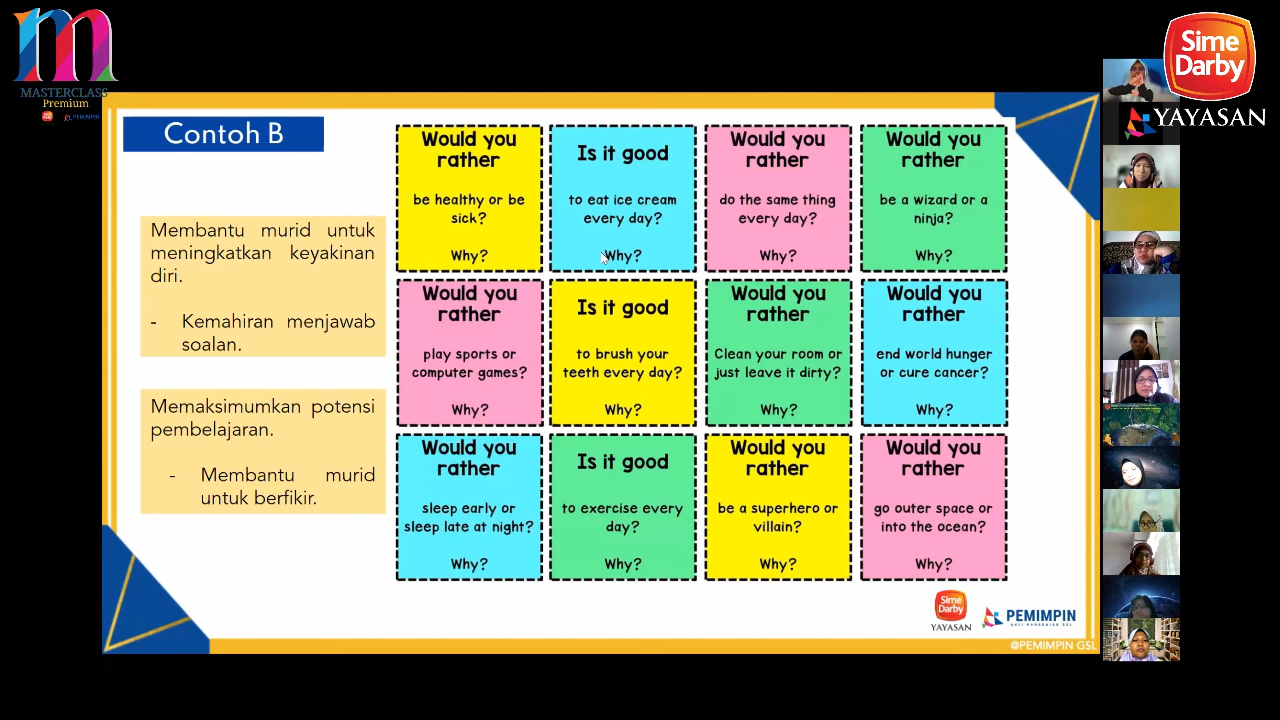 m
MASTERCLASS
Premium
PEMIMPIN
Sime
Darby
YAYASAN
Contoh B
Membantu murid untuk
meningkatkan keyakinan
diri.
- Kemahiran menjawab
soalan.
Memaksimumkan potensi
pembelajaran.
- Membantu murid
untuk berfikir.
Would you
rather
be healthy or be
sick?
Why?
Is it good
to eat ice cream
every day?
Why?
Would you
rather
do the same thing
every day?
Why?
Would you
rather
be a wizard or a
ninja?
Why?
Would you
rather
play sports or
computer games?
Why?
Is it good
to brush your
teeth every day?
Why?
Would you
rather
Clean your room or
just leave it dirty?
Why?
Would you
rather
end world hunger
or cure cancer?
Why?
Would you
rather
sleep early or
sleep late at night?
Why?
Is it good
to exercise every
day?
Why?
Would you
rather
be a superhero or
villain?
Why?
Would you
rather
go outer space or
into the ocean?
Why?
Sime
Darby
YAYASAN
PEMIMPIN
@PEMIMPIN GSL